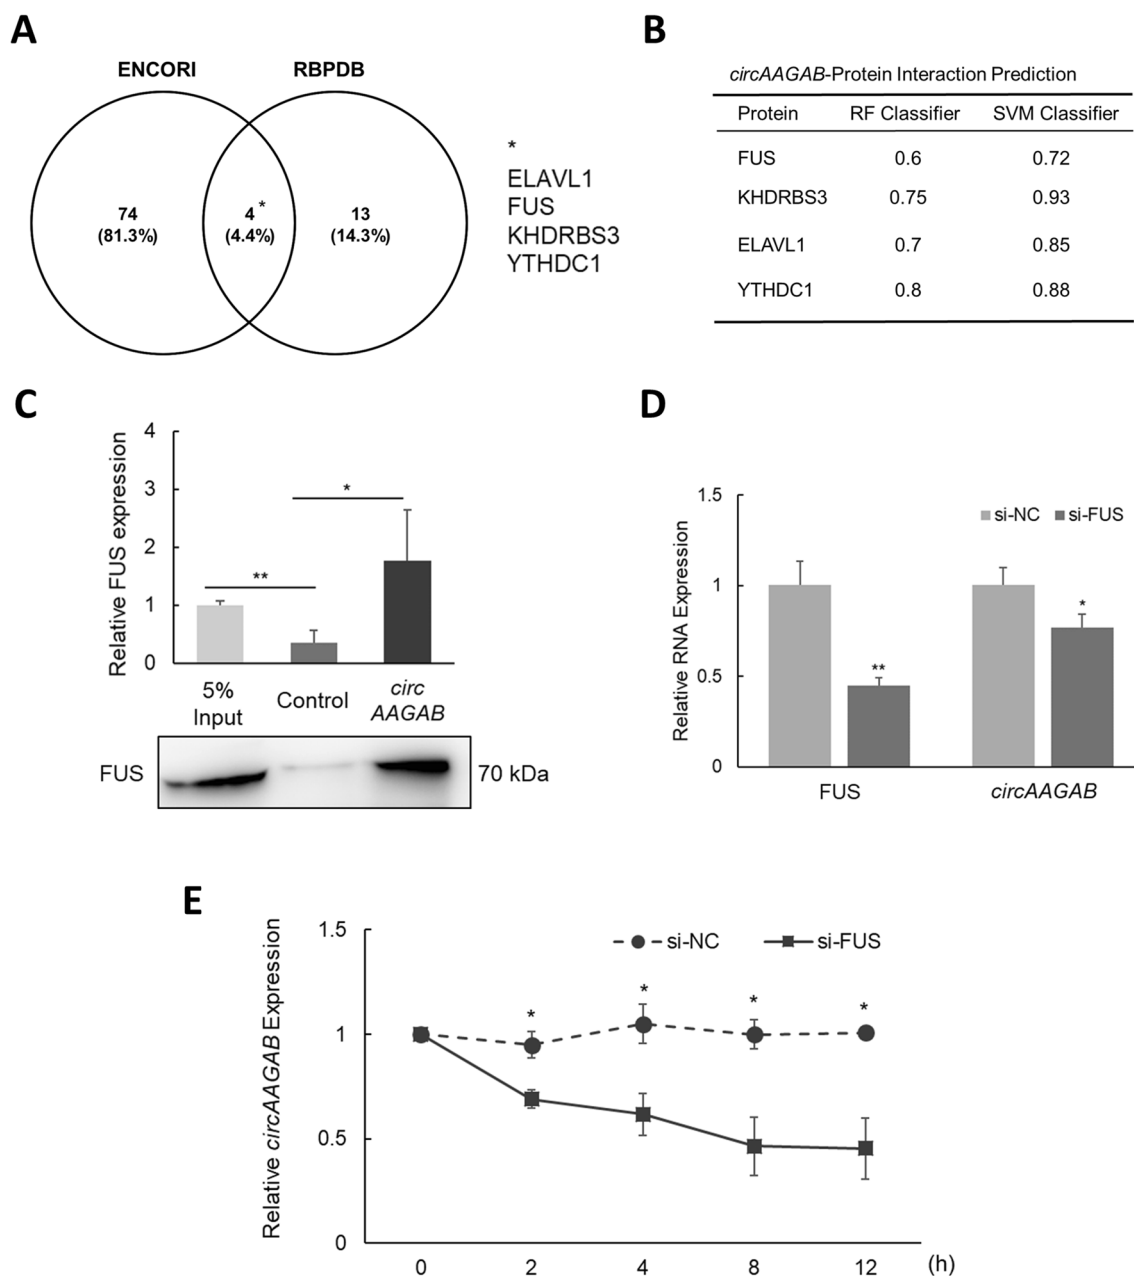 A
ENCORI RBPDB
74
(81.3%)
4 *
(4.4%)
13
(14.3%)
*
ELAVL1
FUS
KHDRBS3
YTHDC1
B
circAAGAB-Protein Interaction Prediction
Protein RF Classifier SVM Classifier
FUS 0.6 0.72
KHDRBS3 0.75 0.93
ELAVL1 0.7 0.85
YTHDC1 0.8 0.88
C
Relative FUS expression
4
3
2
1
0
**
*
5%
Input
Control
circ
AAGAB
FUS
70 kDa
D
Relative RNA Expression
1.5
1
0.5
0
si-NC si-FUS
**
*
FUS circAAGAB
E
Relative circAAGAB Expression
1.5
1
0.5
0
si-NC si-FUS
* * * *
0 2 4 8 12 (h)